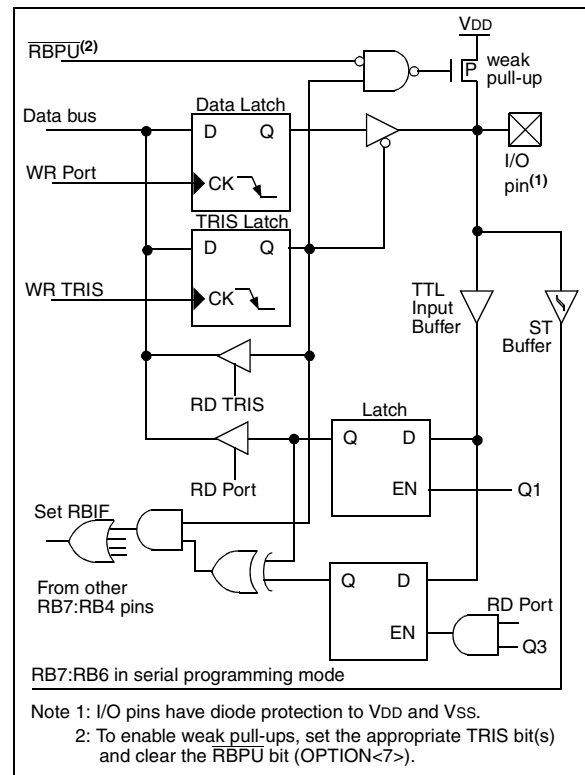 VDD
RBPU(2)
P
weak
pull-up
Data Latch
Data bus
D Q
I/O
pin(1)
WR Port
CK
TRIS Latch
D Q
TTL
Input
Buffer
WR TRIS
CK
ST
Buffer
RD TRIS
Latch
Q D
RD Port
EN
Q1
Set RBIF
From other
RB7:RB4 pins
Q D
RD Port
EN
Q3
RB7:RB6 in serial programming mode
Note 1: I/O pins have diode protection to VDD and VSS.
2: To enable weak pull-ups, set the appropriate TRIS bit(s)
and clear the RBPU bit (OPTION<7>).